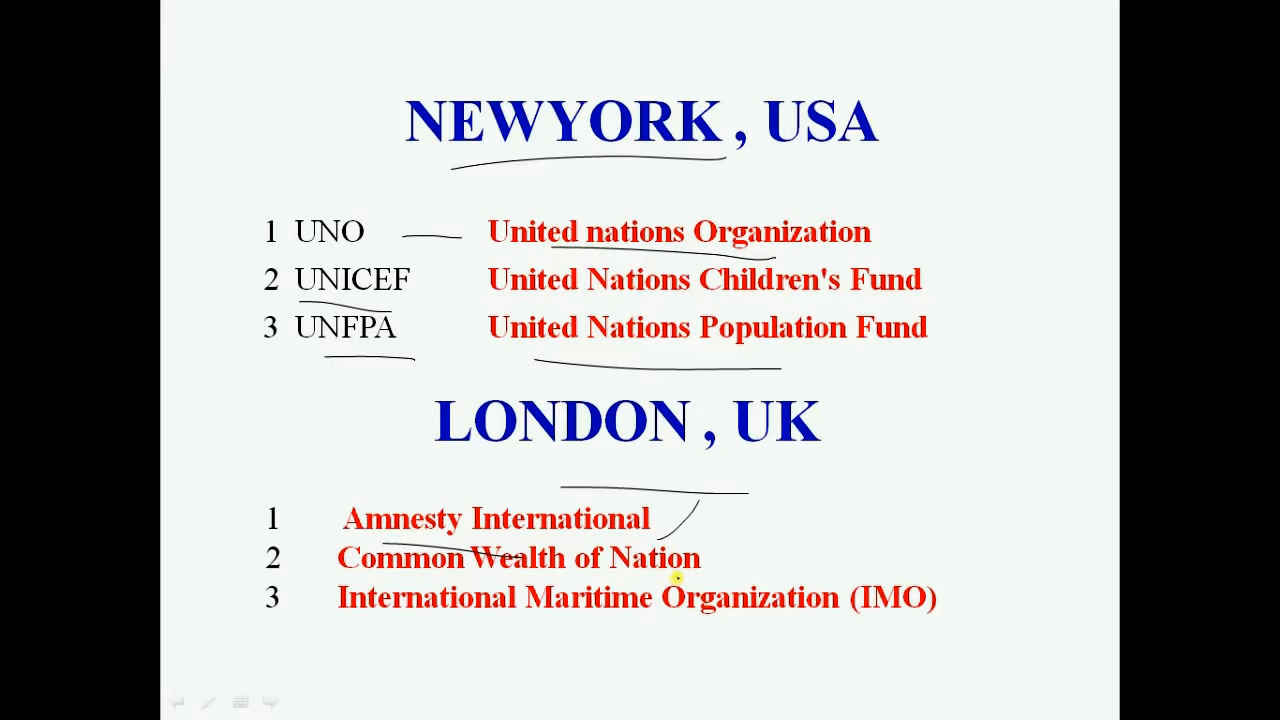 NEWYORK , USA
1 UNO United nations Organization
2 UNICEF United Nations Children's Fund
3 UNFPA United Nations Population Fund
LONDON , UK
1 Amnesty International
2 Common Wealth of Nation
3 International Maritime Organization (IMO)